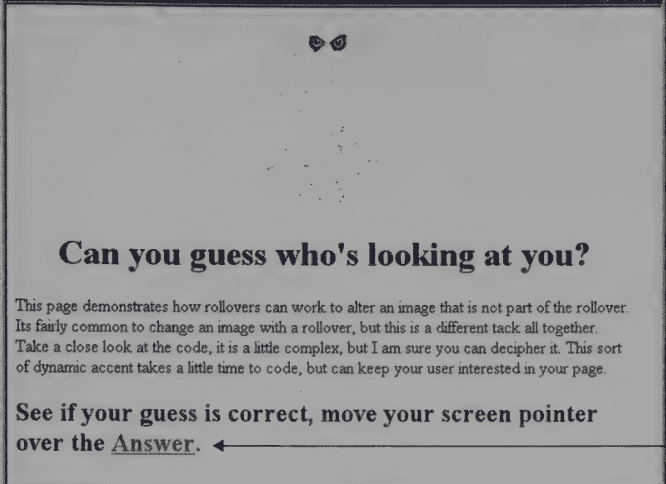 Can you guess who's looking at you?
This page demonstrates how rollovers can work to alter an image that is not part of the rollover.
Its fairly common to change an image with a rollover, but this is a different tack all together.
Take a close look at the code, it is a little complex, but I am sure you can decipher it. This sort
of dynamic accent takes a little time to code, but can keep your user interested in your page.
See if your guess is correct, move your screen pointer
over the Answer.